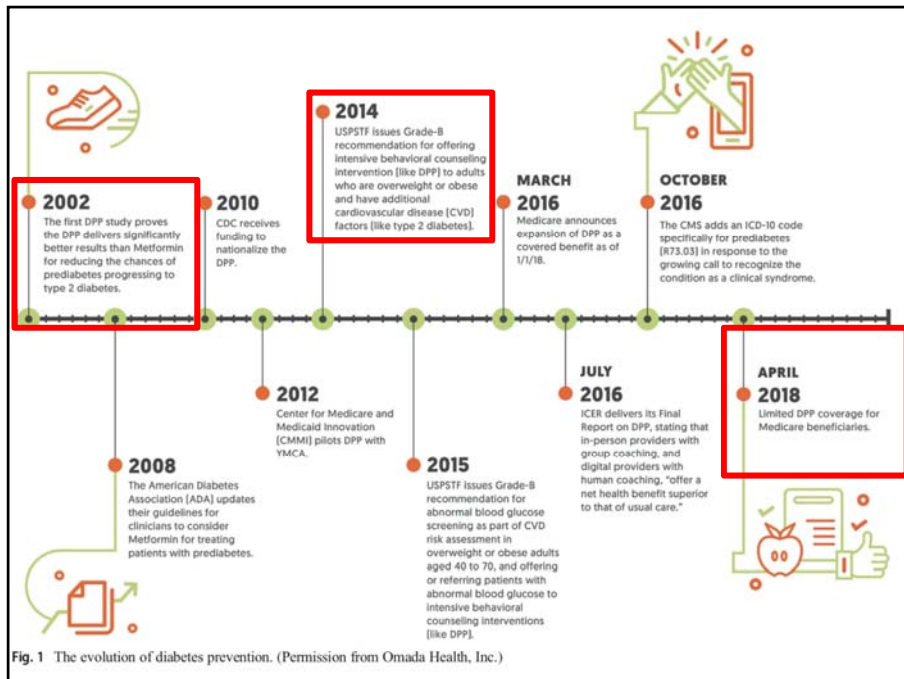 2002
The first DPP study proves
the DPP delivers significantly
better results than Metformin
for reducing the chances of
prediabetes progressing to
type 2 diabetes.
2010
CDC receives
funding to
nationalize the
DPP.
2014
USPSTF issues Grade-B
recommendation for offering
intensive behavioral counseling
intervention [like DPP] to adults
who are overweight or obese
and have additional
cardiovascular disease [CVD]
factors [like type 2 diabetes].
MARCH
2016
Medicare announces
expansion of DPP as a
covered benefit as of
1/1/18.
OCTOBER
2016
The CMS adds an ICD-10 code
specifically for prediabetes
[R73.03] in response to the
growing call to recognize the
condition as a clinical syndrome.
2008
The American Diabetes
Association [ADA] updates
their guidelines for
clinicians to consider
Metformin for treating
patients with prediabetes.
2012
Center for Medicare and
Medicaid Innovation
[CMMI] pilots DPP with
YMCA.
2015
USPSTF issues Grade-B
recommendation for
abnormal blood glucose
screening as part of CVD
risk assessment in
overweight or obese adults
aged 40 to 70, and offering
or referring patients with
abnormal blood glucose to
intensive behavioral
counseling interventions
[like DPP].
JULY
2016
ICER delivers its Final
Report on DPP, stating that
in-person providers with
group coaching, and
digital providers with
human coaching, "offer a
net health benefit superior
to that of usual care."
APRIL
2018
Limited DPP coverage for
Medicare beneficiaries.
Fig. 1 The evolution of diabetes prevention. (Permission from Omada Health, Inc.)